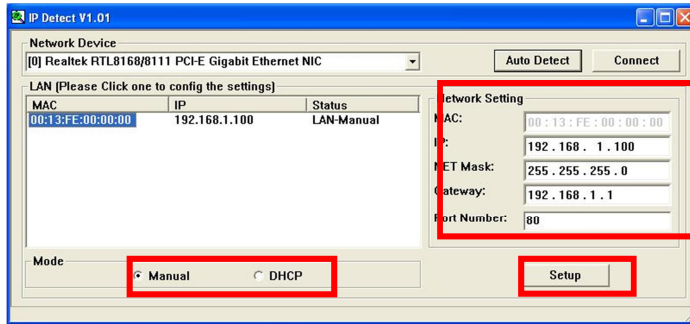 IP Detect V1.01
Network Device
[0] Realtek RTL8168/8111 PCI-E Gigabit Ethernet NIC
Auto Detect
Connect
LAN (Please Click one to config the settings)
MAC IP Status
00:13:FE:00:00:00 192.168.1.100 LAN-Manual
Network Setting
MAC: 00 : 13 : FE : 00 : 00 : 00
IP: 192 . 168 . 1 . 100
NET Mask: 255 . 255 . 255 . 0
Gateway: 192 . 168 . 1 . 1
Port Number: 80
Mode
Manual DHCP
Setup